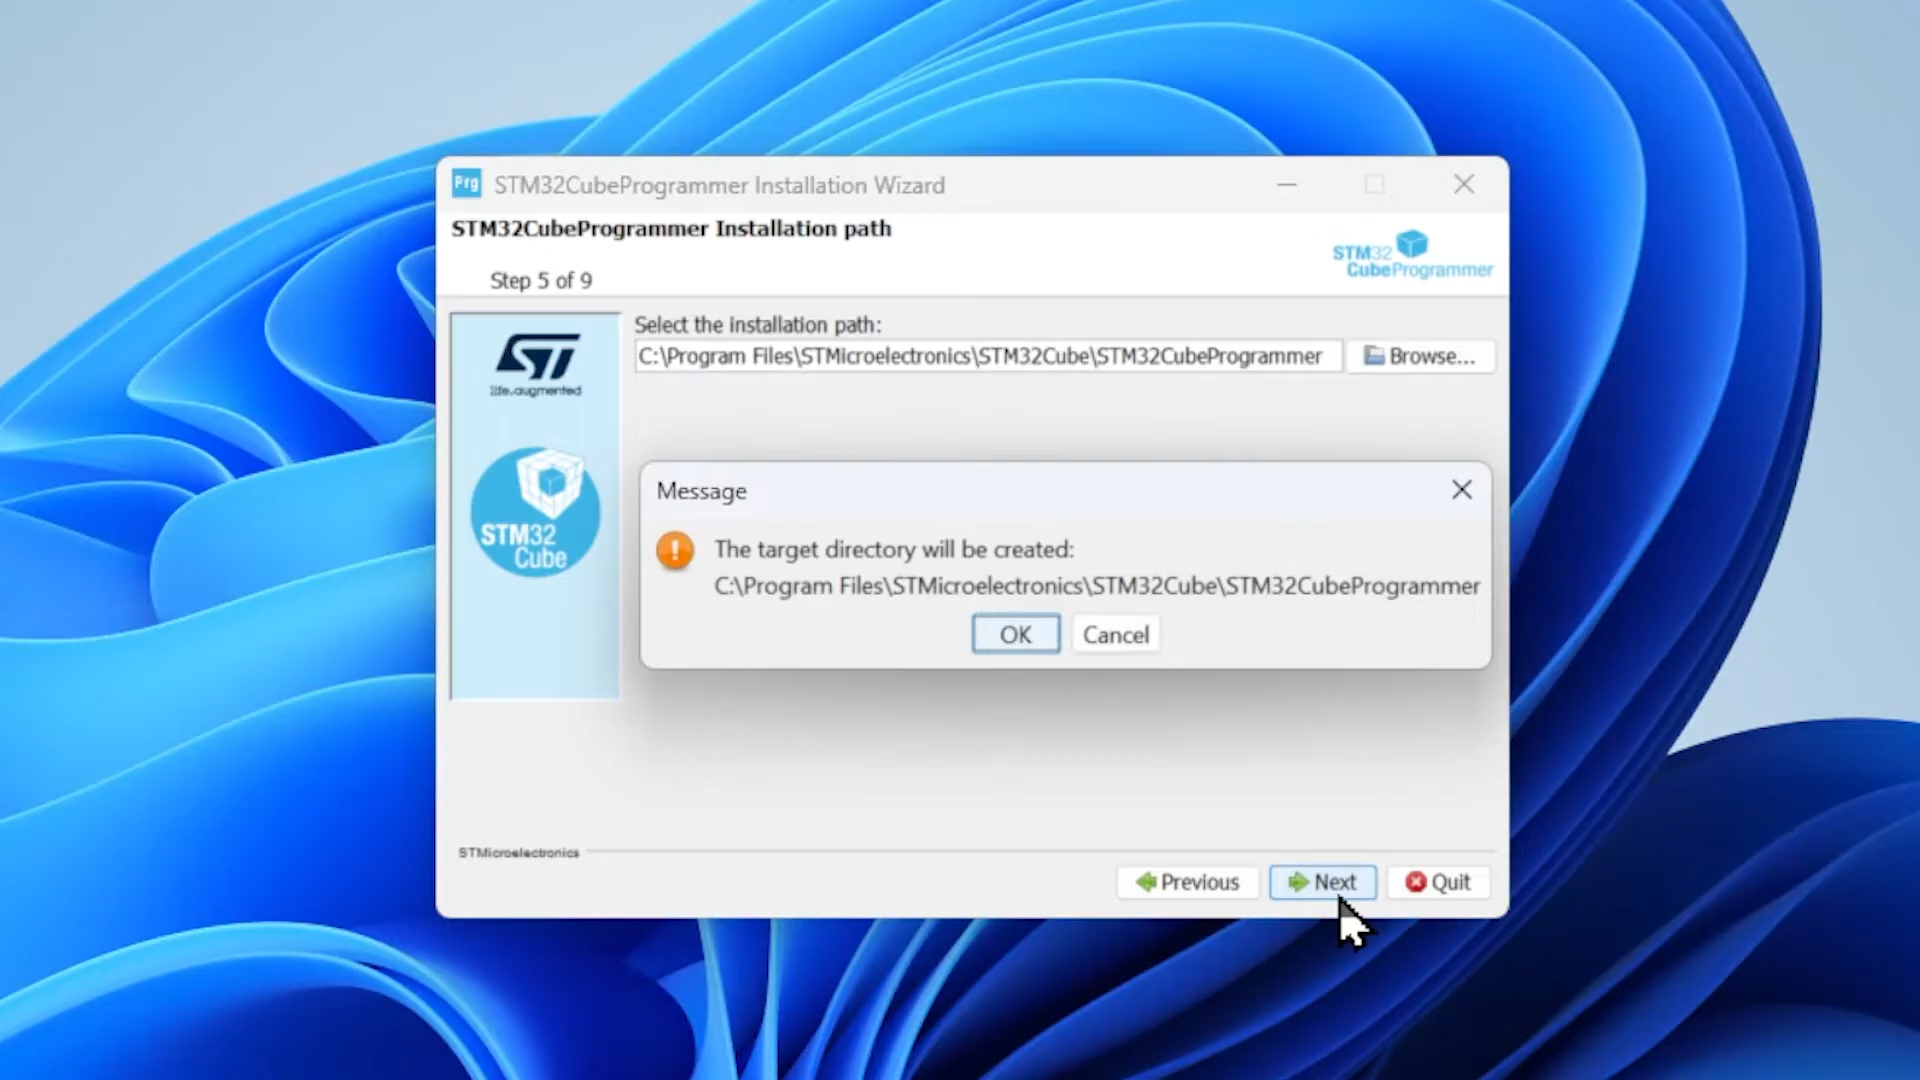 Prg STM32CubeProgrammer Installation Wizard
STM32CubeProgrammer Installation path
Step 5 of 9
STM32
CubeProgrammer
ST
life.augmented
STM32
Cube
Select the installation path:
C:\Program Files\STMicroelectronics\STM32Cube\STM32CubeProgrammer
Browse...
Message
The target directory will be created:
C:\Program Files\STMicroelectronics\STM32Cube\STM32CubeProgrammer
OK Cancel
STMicroelectronics
Previous Next Quit